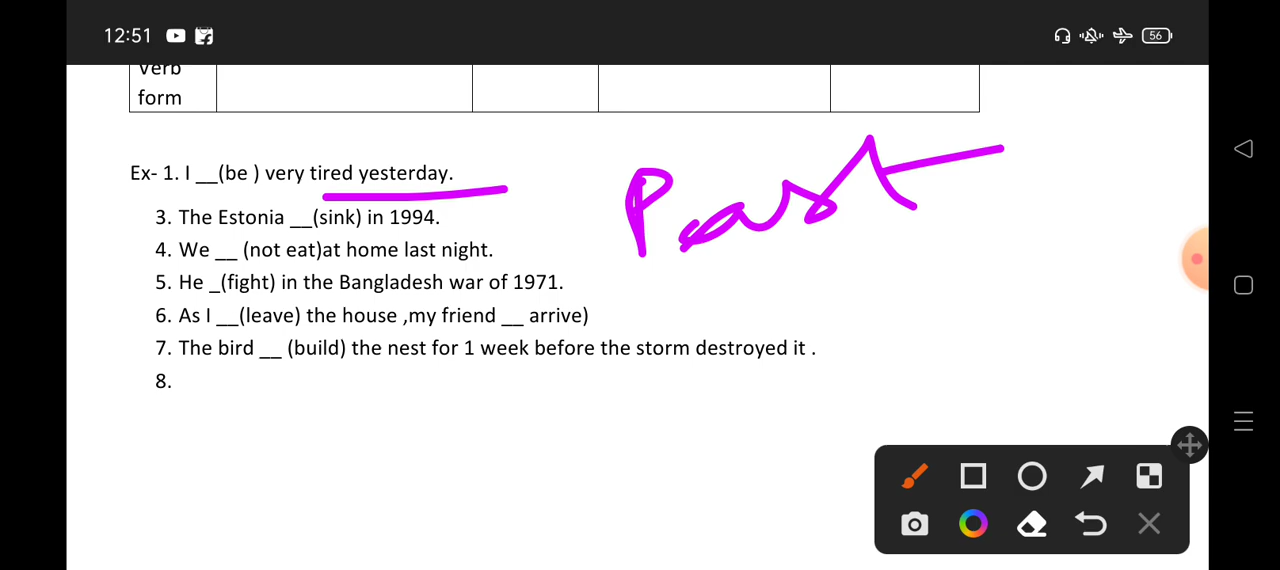 12:51 56
verb
form
Ex- 1. I __(be ) very tired yesterday.
Past
3. The Estonia __(sink) in 1994.
4. We __ (not eat)at home last night.
5. He _(fight) in the Bangladesh war of 1971.
6. As I __(leave) the house ,my friend __ arrive)
7. The bird __ (build) the nest for 1 week before the storm destroyed it .
8.